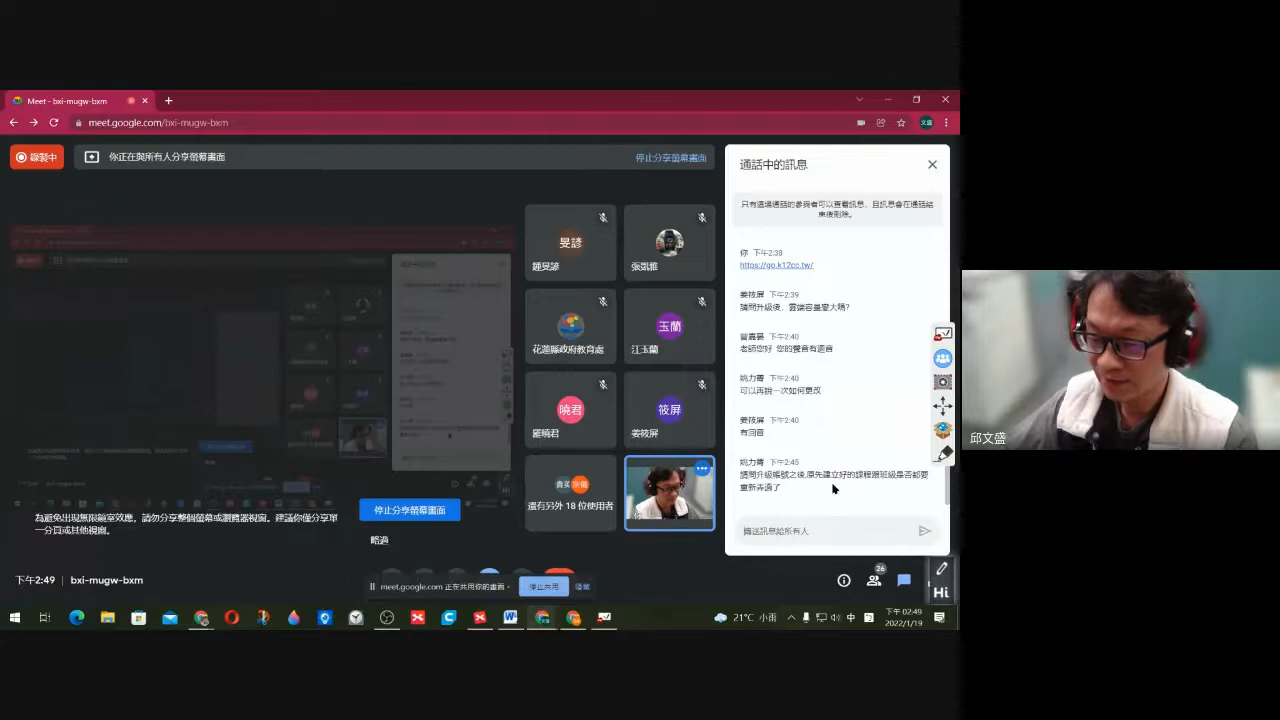 Meet - bxi-mugw-bxm
meet.google.com/bxi-mugw-bxm
文盛
錄製中
你正在與所有人分享螢幕畫面
停止分享螢幕畫面
通話中的訊息
只有這場通話的參與者可以查看訊息，且訊息會在通話結
束後刪除。
你 下午2:38
https://go.k12cc.tw/
姜筱屏 下午2:39
請問升級後，雲端容量變大嗎?
曾嘉晏 下午2:40
老師您好 您的聲音有迴音
姚力菁 下午2:40
可以再說一次如何更改
姜筱屏 下午2:40
有回音
姚力菁 下午2:45
請問升級帳號之後,原先建立好的課程跟班級是否都要
重新弄過了
傳送訊息給所有人
旻諺
鍾旻諺
張凱雅
花蓮縣政府教育處
玉蘭
江玉蘭
曉君
羅曉君
筱屏
姜筱屏
還有另外 18 位使用者
你
為避免出現無限鏡室效應，請勿分享整個螢幕或瀏覽器視窗。建議你僅分享單
一分頁或其他視窗。
停止分享螢幕畫面
略過
下午2:49 | bxi-mugw-bxm
meet.google.com 正在共用你的畫面。
停止共用
隱藏
26
Hi
21°C 小雨
中
下午 02:49
2022/1/19
邱文盛